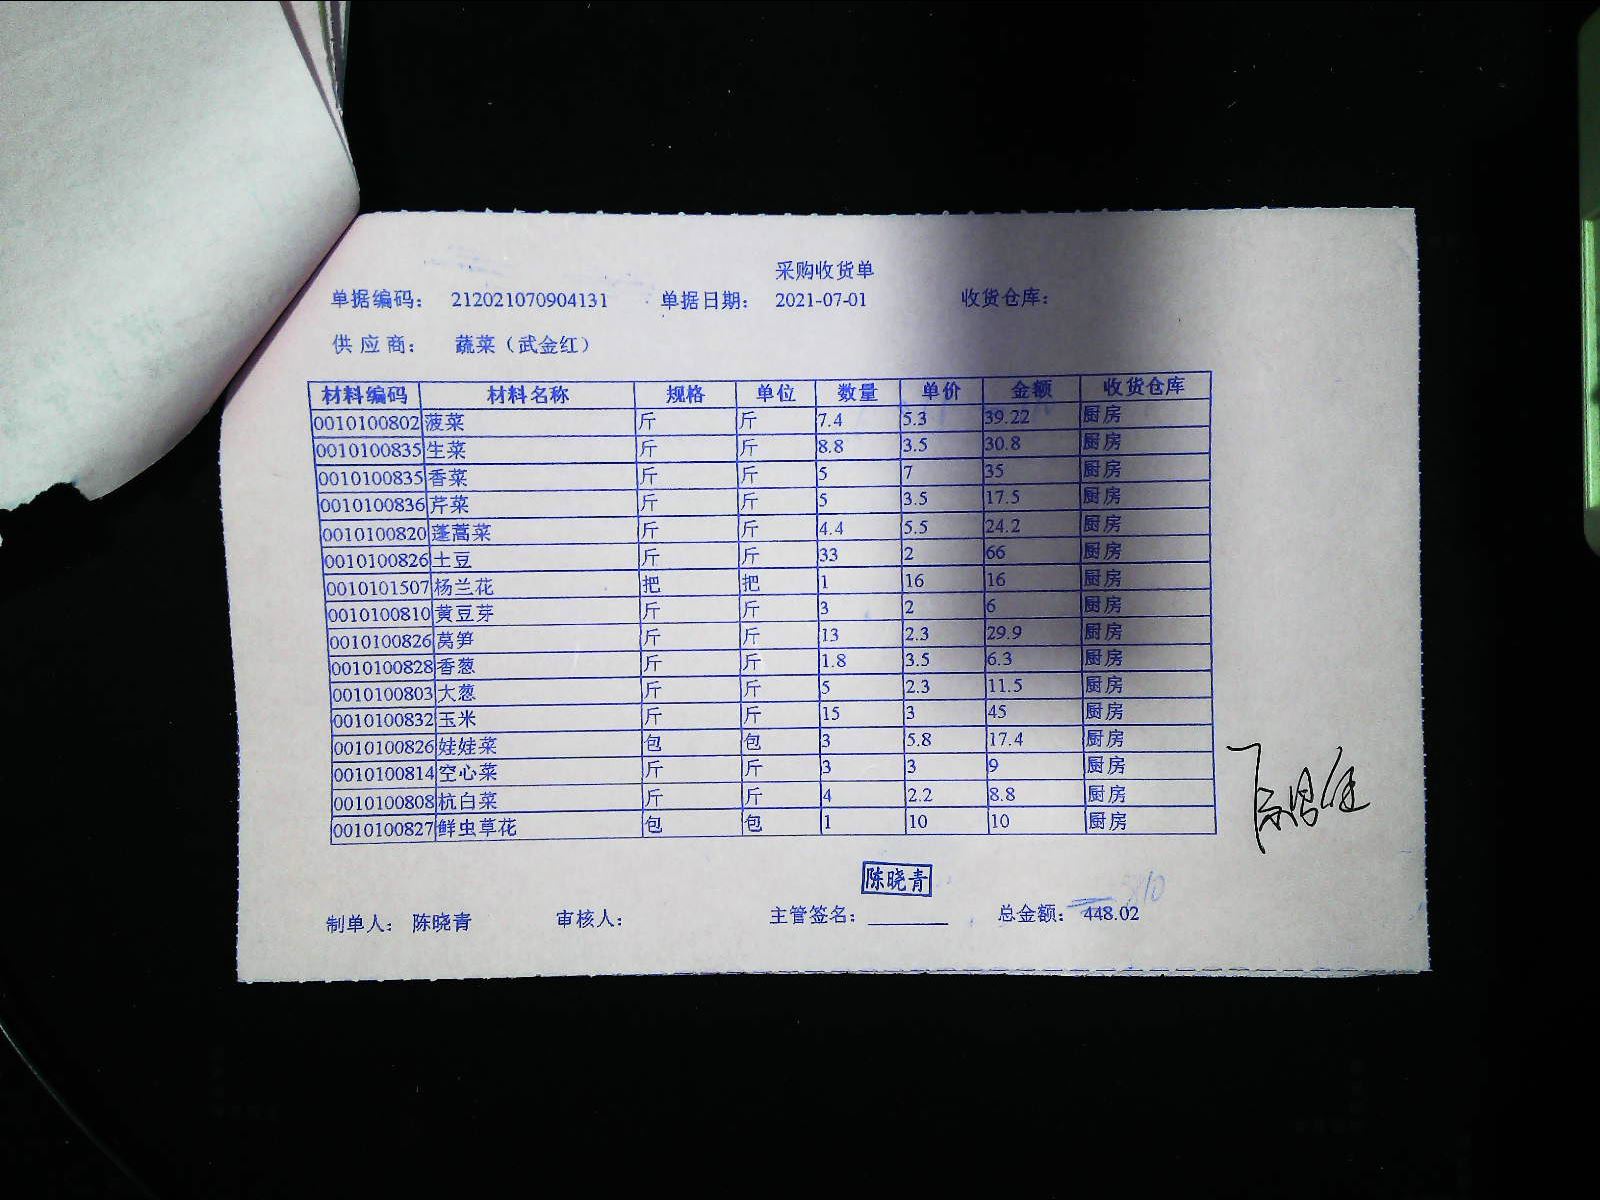 采购收货单
单据编码： 212021070904131 单据日期： 2021-07-01 收货仓库：
供应商： 蔬菜（武金红）
材料编码 材料名称 规格 单位 数量 单价 金额 收货仓库
0010100802 菠菜 斤 斤 7.4 5.3 39.22 厨房
0010100835 生菜 斤 斤 8.8 3.5 30.8 厨房
0010100835 香菜 斤 斤 5 7 35 厨房
0010100836 芹菜 斤 斤 5 3.5 17.5 厨房
0010100820 蓬蒿菜 斤 斤 4.4 5.5 24.2 厨房
0010100826 土豆 斤 斤 33 2 66 厨房
0010101507 杨兰花 把 把 1 16 16 厨房
0010100810 黄豆芽 斤 斤 3 2 6 厨房
0010100826 莴笋 斤 斤 13 2.3 29.9 厨房
0010100828 香葱 斤 斤 1.8 3.5 6.3 厨房
0010100803 大葱 斤 斤 5 2.3 11.5 厨房
0010100832 玉米 斤 斤 15 3 45 厨房
0010100826 娃娃菜 包 包 3 5.8 17.4 厨房
0010100814 空心菜 斤 斤 3 3 9 厨房
0010100808 杭白菜 斤 斤 4 2.2 8.8 厨房
0010100827 鲜虫草花 包 包 1 10 10 厨房
陈晓青
制单人： 陈晓青 审核人： 主管签名： 总金额： 448.02